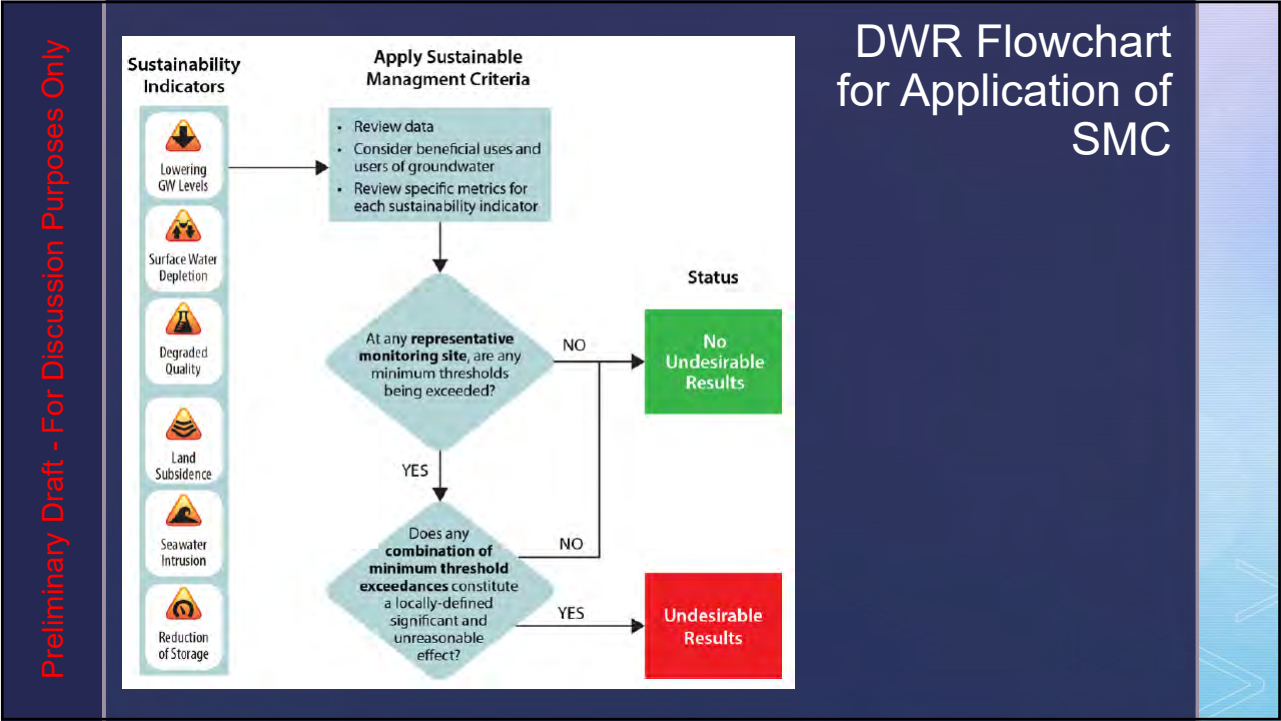 Preliminary Draft - For Discussion Purposes Only
DWR Flowchart
for Application of
SMC
Sustainability
Indicators
Lowering
GW Levels
Surface Water
Depletion
Degraded
Quality
Land
Subsidence
Seawater
Intrusion
Reduction
of Storage
Apply Sustainable
Managment Criteria
• Review data
• Consider beneficial uses and
users of groundwater
• Review specific metrics for
each sustainability indicator
At any representative
monitoring site, are any
minimum thresholds
being exceeded?
NO
YES
Does any
combination of
minimum threshold
exceedances constitute
a locally-defined
significant and
unreasonable
effect?
NO
YES
Status
No
Undesirable
Results
Undesirable
Results